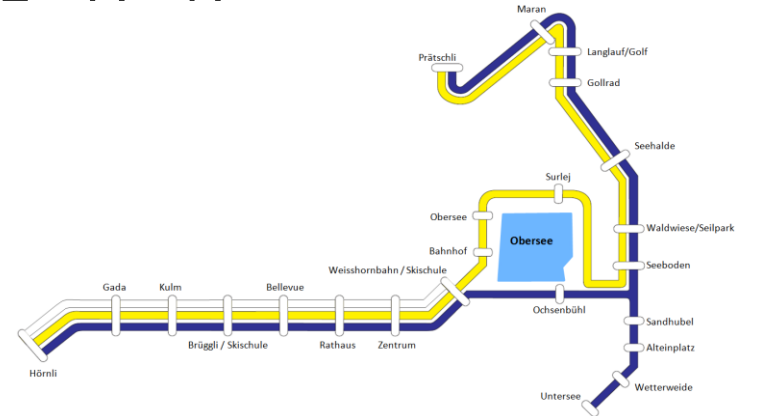 Maran
Prätschli
Langlauf/Golf
Gollrad
Seehalde
Surlej
Obersee
Obersee
Waldwiese/Seilpark
Bahnhof
Weisshornbahn / Skischule
Seeboden
Gada
Kulm
Bellevue
Ochsenbühl
Sandhubel
Brüggli / Skischule
Rathaus
Zentrum
Alteinplatz
Hörnli
Wetterweide
Untersee